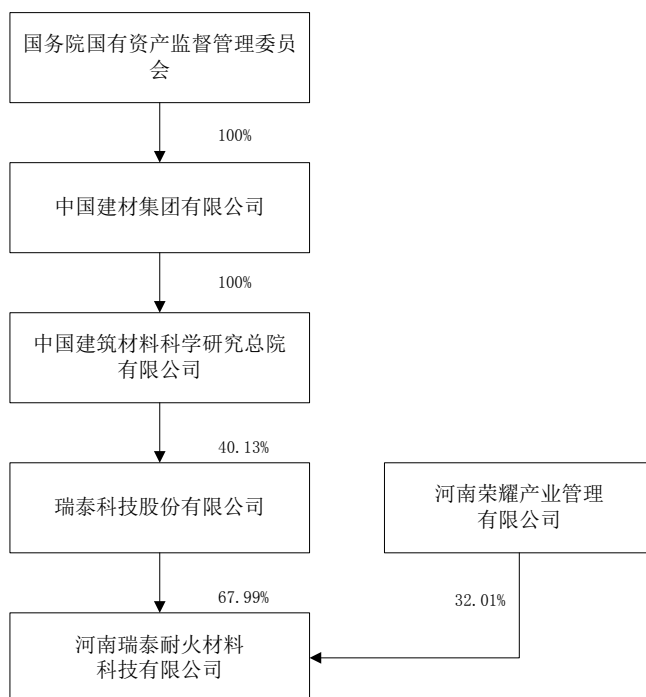 国务院国有资产监督管理委员
会
100%
中国建材集团有限公司
100%
中国建筑材料科学研究总院
有限公司
40.13%
瑞泰科技股份有限公司
河南荣耀产业管理
有限公司
67.99%
32.01%
河南瑞泰耐火材料
科技有限公司